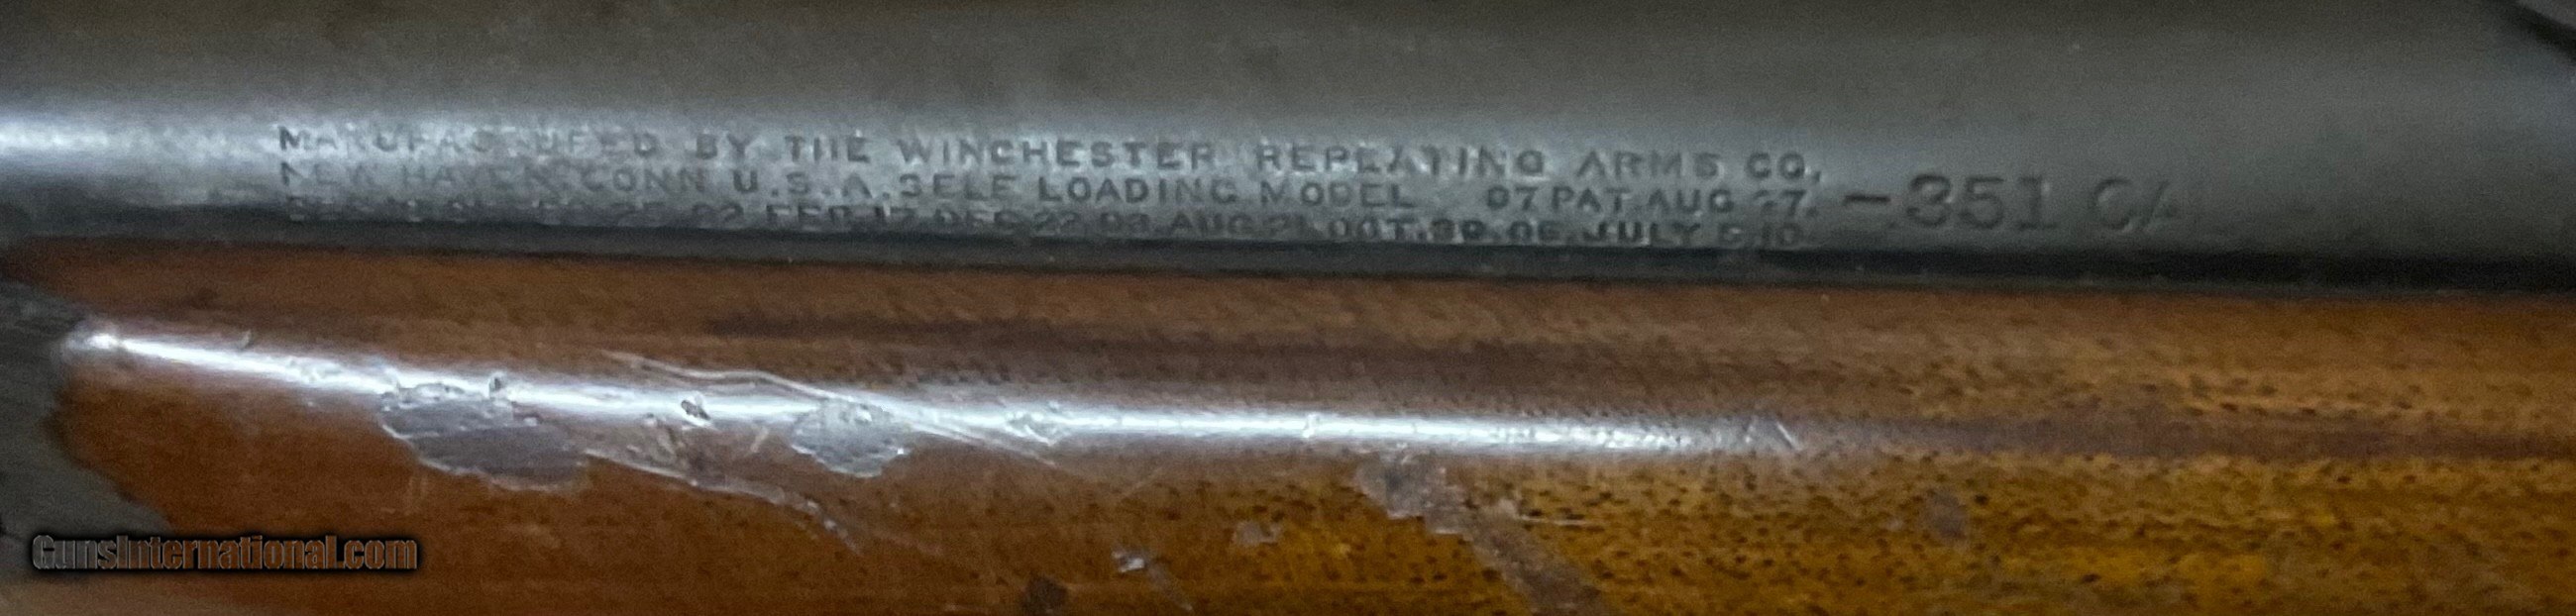 MANUFACTURED BY THE WINCHESTER REPEATING ARMS CO.
NEW HAVEN. CONN U.S.A. SELF LOADING MODEL 07 PAT. AUG 27.
02 FEB. 17. DEC 22. 03. AUG 21. OCT. 30. 06. JULY 5. 10.
-.351 CA
GunsInternational.com